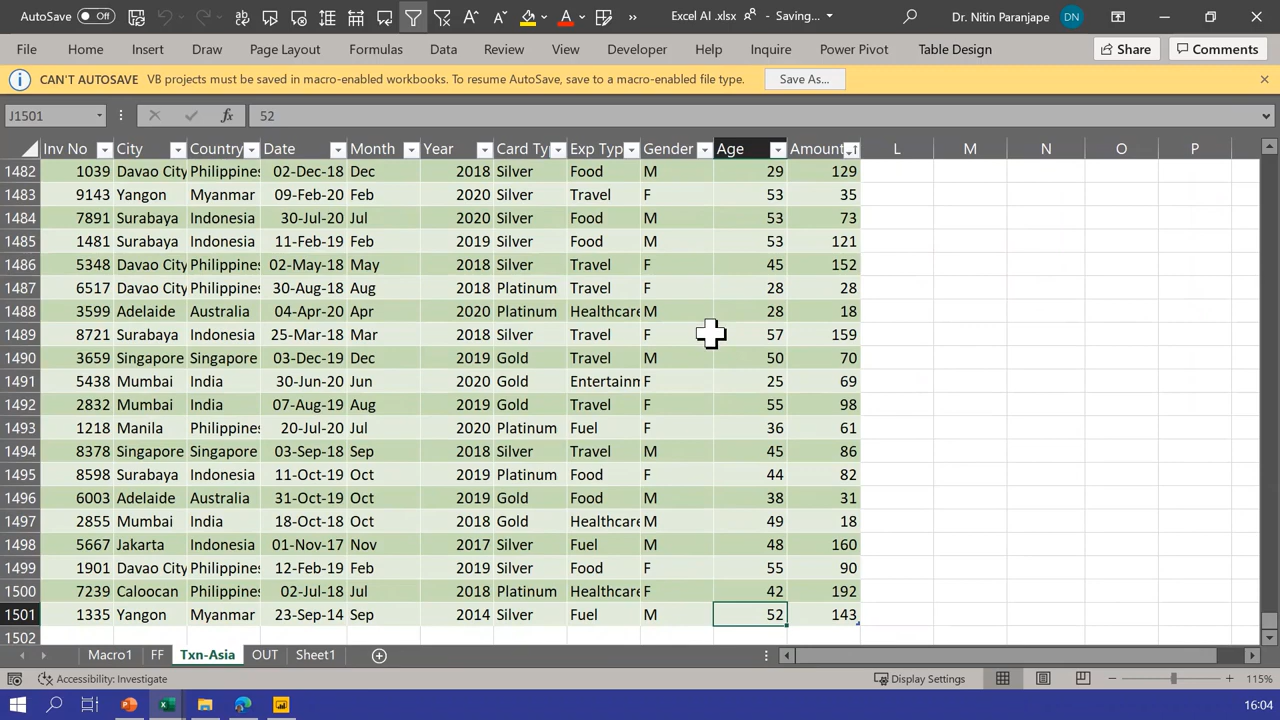 AutoSave Off Excel AI .xlsx • Saving... Dr. Nitin Paranjape DN
File Home Insert Draw Page Layout Formulas Data Review View Developer Help Inquire Power Pivot Table Design Share Comments
CAN'T AUTOSAVE VB projects must be saved in macro-enabled workbooks. To resume AutoSave, save to a macro-enabled file type. Save As...
J1501 fx 52
Inv No City Country Date Month Year Card Ty Exp Typ Gender Age Amount L M N O P
1482 1039 Davao City Philippines 02-Dec-18 Dec 2018 Silver Food M 29 129
1483 9143 Yangon Myanmar 09-Feb-20 Feb 2020 Silver Travel F 53 35
1484 7891 Surabaya Indonesia 30-Jul-20 Jul 2020 Silver Food M 53 73
1485 1481 Surabaya Indonesia 11-Feb-19 Feb 2019 Silver Food M 53 121
1486 5348 Davao City Philippines 02-May-18 May 2018 Silver Travel F 45 152
1487 6517 Davao City Philippines 30-Aug-18 Aug 2018 Platinum Travel F 28 28
1488 3599 Adelaide Australia 04-Apr-20 Apr 2020 Platinum Healthcare M 28 18
1489 8721 Surabaya Indonesia 25-Mar-18 Mar 2018 Silver Travel F 57 159
1490 3659 Singapore Singapore 03-Dec-19 Dec 2019 Gold Travel M 50 70
1491 5438 Mumbai India 30-Jun-20 Jun 2020 Gold Entertainm F 25 69
1492 2832 Mumbai India 07-Aug-19 Aug 2019 Gold Travel F 55 98
1493 1218 Manila Philippines 20-Jul-20 Jul 2020 Platinum Fuel F 36 61
1494 8378 Singapore Singapore 03-Sep-18 Sep 2018 Silver Travel M 45 86
1495 8598 Surabaya Indonesia 11-Oct-19 Oct 2019 Platinum Food F 44 82
1496 6003 Adelaide Australia 31-Oct-19 Oct 2019 Gold Food M 38 31
1497 2855 Mumbai India 18-Oct-18 Oct 2018 Gold Healthcare M 49 18
1498 5667 Jakarta Indonesia 01-Nov-17 Nov 2017 Silver Fuel M 48 160
1499 1901 Davao City Philippines 12-Feb-19 Feb 2019 Silver Food F 55 90
1500 7239 Caloocan Philippines 02-Jul-18 Jul 2018 Platinum Healthcare F 42 192
1501 1335 Yangon Myanmar 23-Sep-14 Sep 2014 Silver Fuel M 52 143
1502
Macro1 FF Txn-Asia OUT Sheet1
Accessibility: Investigate Display Settings 115%
16:04